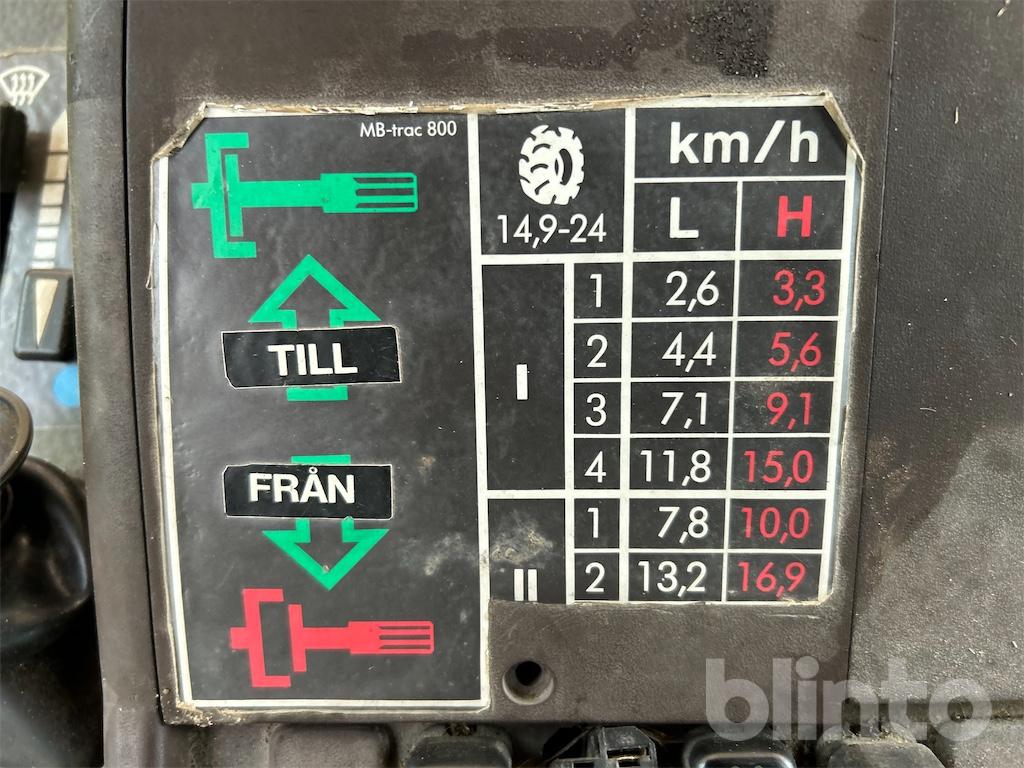 MB-trac 800
TILL
FRÅN
14,9-24
km/h
L H
I 1 2,6 3,3
2 4,4 5,6
3 7,1 9,1
4 11,8 15,0
II 1 7,8 10,0
2 13,2 16,9
blinto